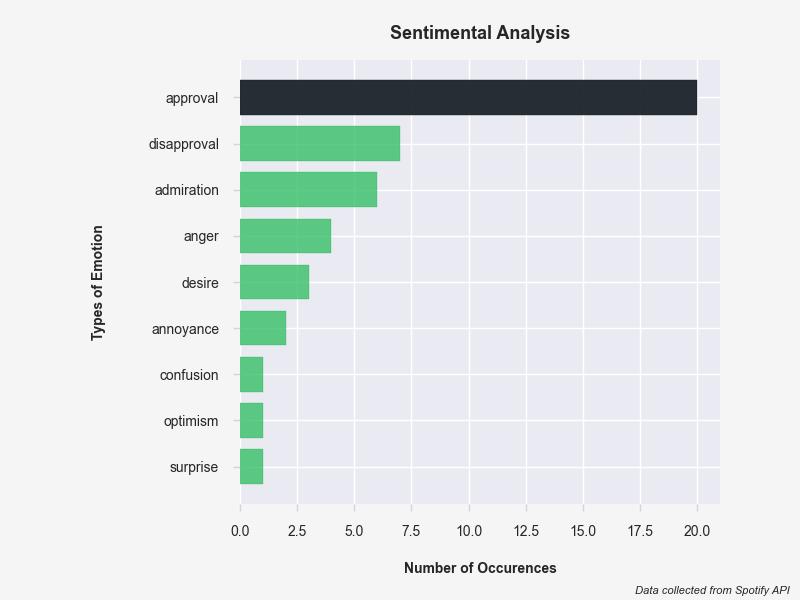 Sentimental Analysis
approval
disapproval
admiration
anger
desire
annoyance
confusion
optimism
surprise
Types of Emotion
0.0 2.5 5.0 7.5 10.0 12.5 15.0 17.5 20.0
Number of Occurences
Data collected from Spotify API